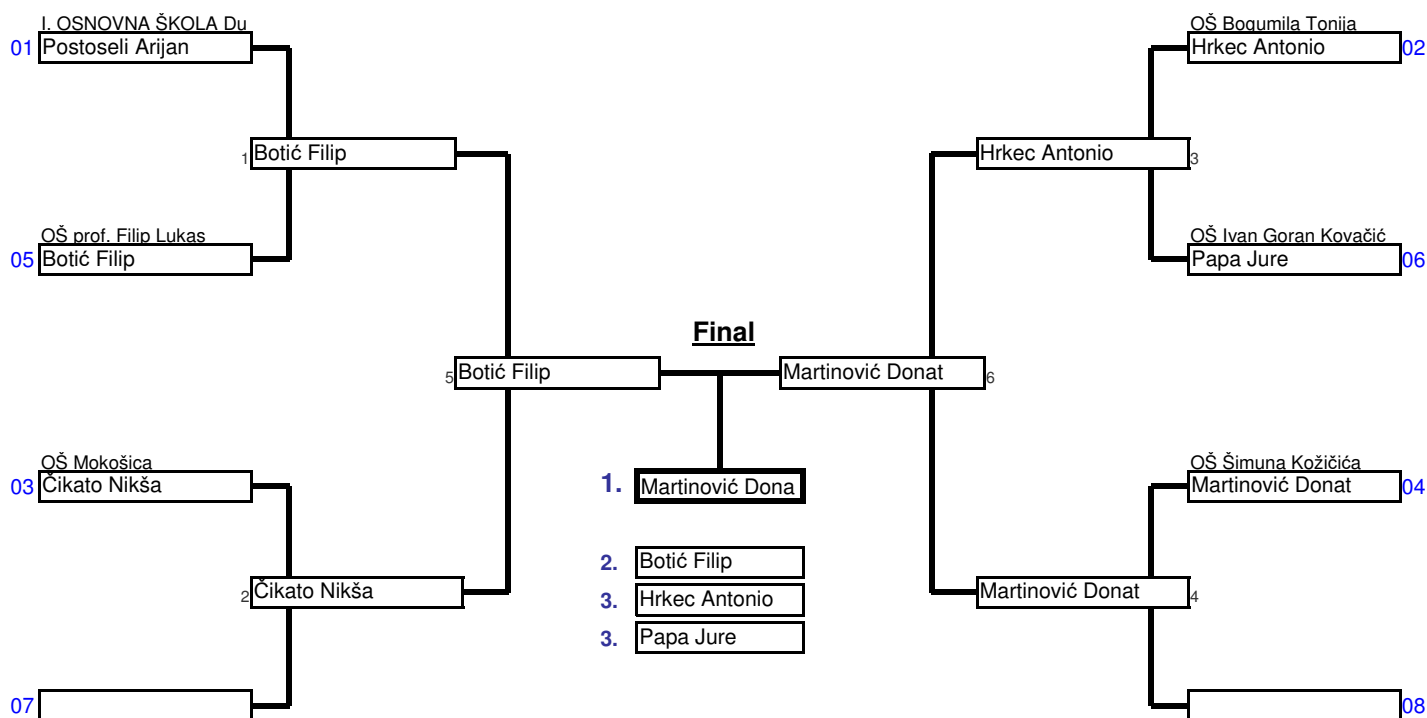 I. OSNOVNA ŠKOLA Du
01 Postoseli Arijan
OŠ Bogumila Tonija
Hrkec Antonio 02
1 Botić Filip
Hrkec Antonio 3
OŠ prof. Filip Lukas
05 Botić Filip
OŠ Ivan Goran Kovačić
Papa Jure 06
Final
5 Botić Filip
Martinović Donat 6
OŠ Mokošica
03 Čikato Nikša
1. Martinović Dona
OŠ Šimuna Kožičića
Martinović Donat 04
2. Botić Filip
3. Hrkec Antonio
3. Papa Jure
2 Čikato Nikša
Martinović Donat 4
07
08